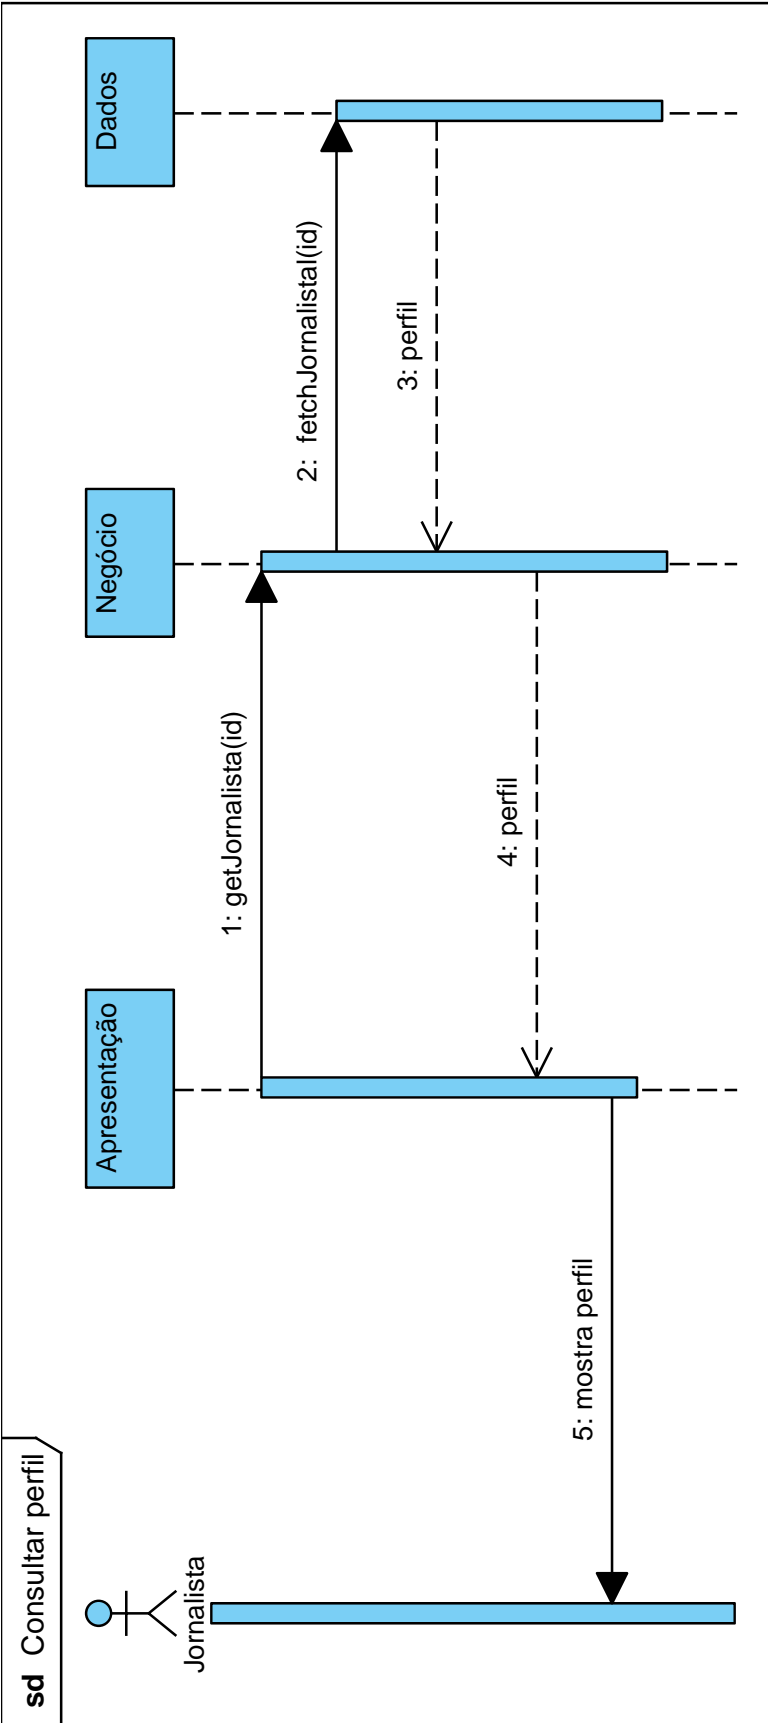 sd Consultar perfil
Jornalista
Apresentação
Negócio
Dados
1: getJornalista(id)
2: fetchJornalistaI(id)
3: perfil
4: perfil
5: mostra perfil